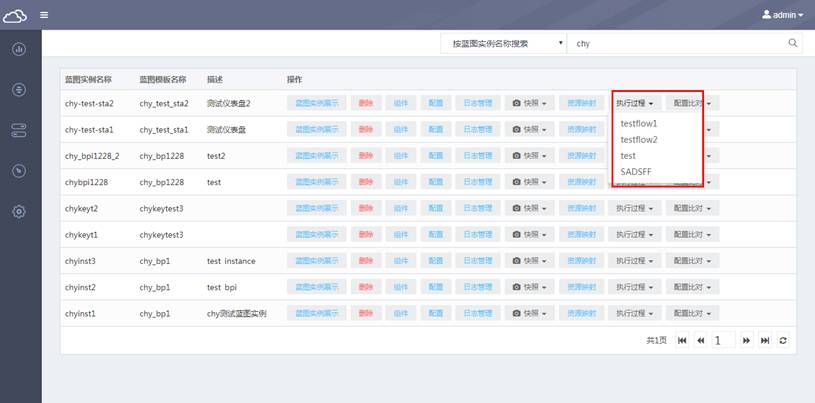 admin
按蓝图实例名称搜索 chy
蓝图实例名称 蓝图模板名称 描述 操作
chy-test-sta2 chy_test_sta2 测试仪表盘2 蓝图实例展示 删除 组件 配置 日志管理 快照 资源映射 执行过程 配置比对
testflow1
testflow2
test
SADSFF
chy-test-sta1 chy_test_sta1 测试仪表盘 蓝图实例展示 删除 组件 配置 日志管理 快照 资源映射
chy_bpi1228_2 chy_bp1228 test2 蓝图实例展示 删除 组件 配置 日志管理 快照 资源映射
chybpi1228 chy_bp1228 test 蓝图实例展示 删除 组件 配置 日志管理 快照 资源映射
chykeyt2 chykeytest3 蓝图实例展示 删除 组件 配置 日志管理 快照 资源映射 执行过程 配置比对
chykeyt1 chykeytest3 蓝图实例展示 删除 组件 配置 日志管理 快照 资源映射 执行过程 配置比对
chyinst3 chy_bp1 test instance 蓝图实例展示 删除 组件 配置 日志管理 快照 资源映射 执行过程 配置比对
chyinst2 chy_bp1 test bpi 蓝图实例展示 删除 组件 配置 日志管理 快照 资源映射 执行过程 配置比对
chyinst1 chy_bp1 chy测试蓝图实例 蓝图实例展示 删除 组件 配置 日志管理 快照 资源映射 执行过程 配置比对
共1页 1